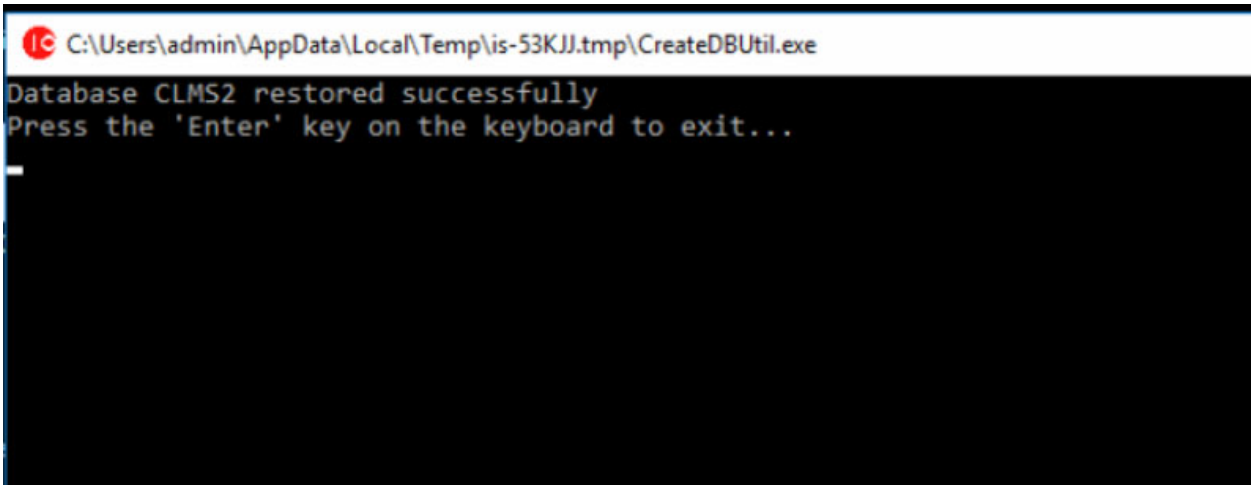 C:\Users\admin\AppData\Local\Temp\is-53KJJ.tmp\CreateDBUtil.exe
Database CLMS2 restored successfully
Press the 'Enter' key on the keyboard to exit...